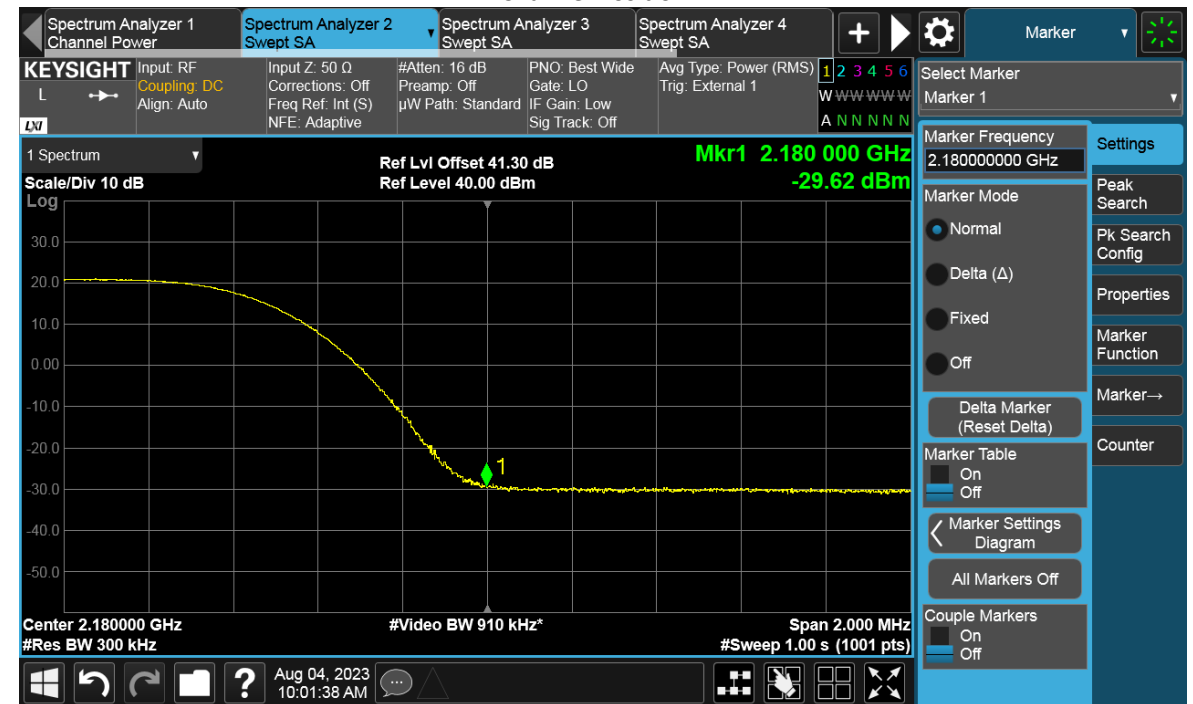 Spectrum Analyzer 1
Channel Power
Spectrum Analyzer 2
Swept SA
Spectrum Analyzer 3
Swept SA
Spectrum Analyzer 4
Swept SA
+
Marker
KEYSIGHT
L
LXI
Input: RF
Coupling: DC
Align: Auto
Input Z: 50 Ω
Corrections: Off
Freq Ref: Int (S)
NFE: Adaptive
#Atten: 16 dB
Preamp: Off
µW Path: Standard
PNO: Best Wide
Gate: LO
IF Gain: Low
Sig Track: Off
Avg Type: Power (RMS)
Trig: External 1
1 2 3 4 5 6
W W W W W W
A N N N N N
Select Marker
Marker 1
1 Spectrum
Scale/Div 10 dB
Log
Ref Lvl Offset 41.30 dB
Ref Level 40.00 dBm
Mkr1 2.180 000 GHz
-29.62 dBm
30.0
20.0
10.0
0.00
-10.0
-20.0
-30.0
-40.0
-50.0
1
Center 2.180000 GHz
#Res BW 300 kHz
#Video BW 910 kHz*
Span 2.000 MHz
#Sweep 1.00 s (1001 pts)
Marker Frequency
2.180000000 GHz
Marker Mode
Normal
Delta (Δ)
Fixed
Off
Delta Marker
(Reset Delta)
Marker Table
On
Off
Marker Settings
Diagram
All Markers Off
Couple Markers
On
Off
Settings
Peak
Search
Pk Search
Config
Properties
Marker
Function
Marker→
Counter
?
Aug 04, 2023
10:01:38 AM